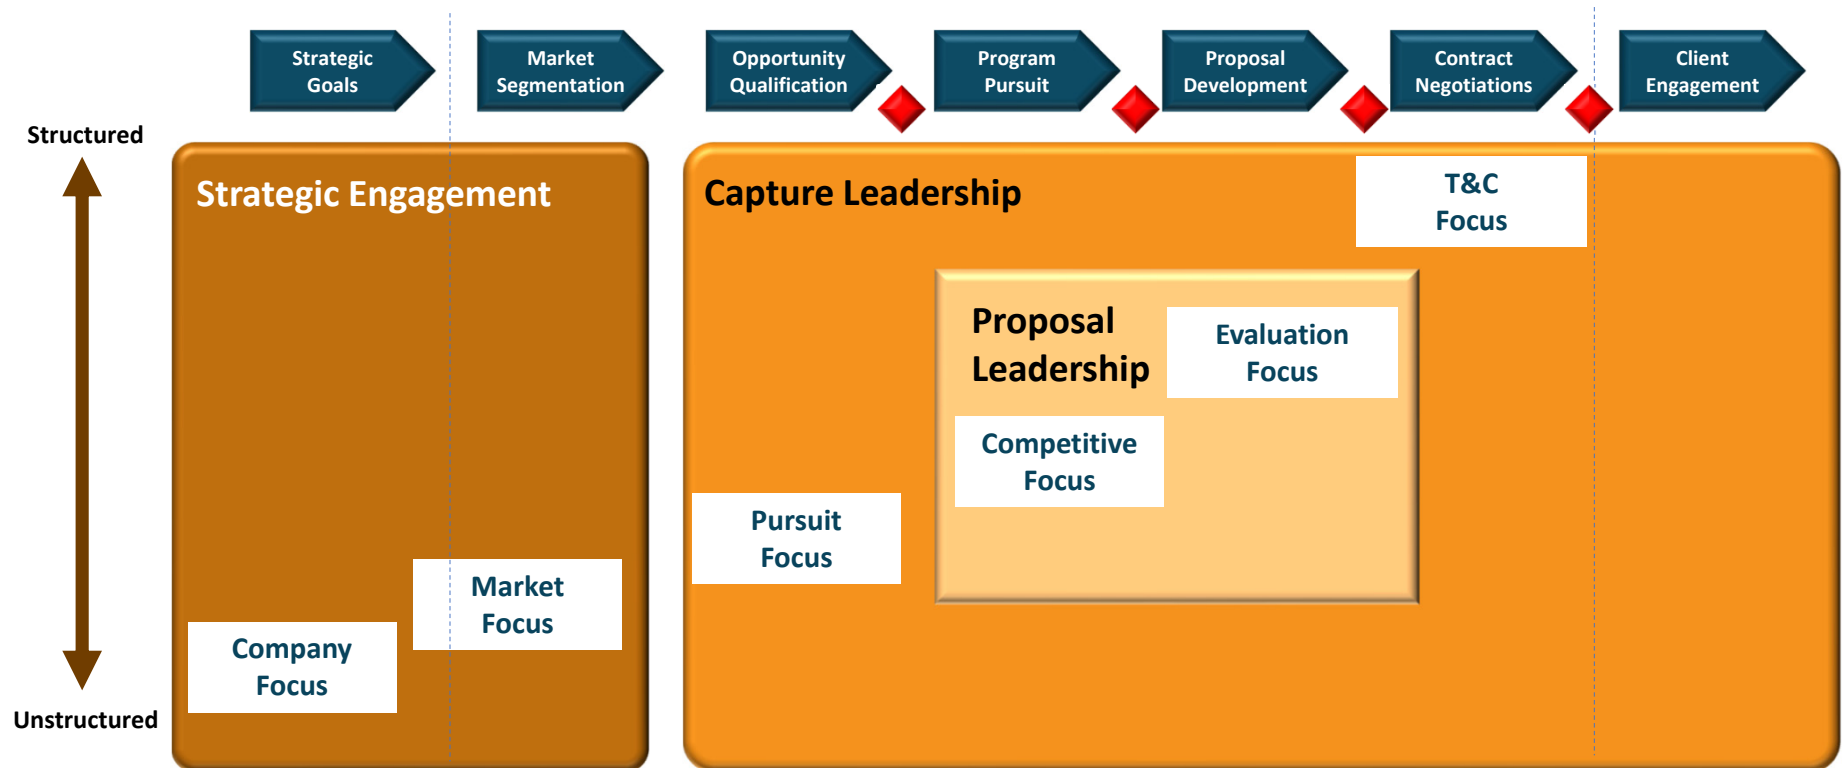 Strategic
Goals
Market
Segmentation
Opportunity
Qualification
Program
Pursuit
Proposal
Development
Contract
Negotiations
Client
Engagement
Structured
Unstructured
Strategic Engagement
Company
Focus
Market
Focus
Capture Leadership
Pursuit
Focus
Proposal
Leadership
Competitive
Focus
Evaluation
Focus
T&C
Focus